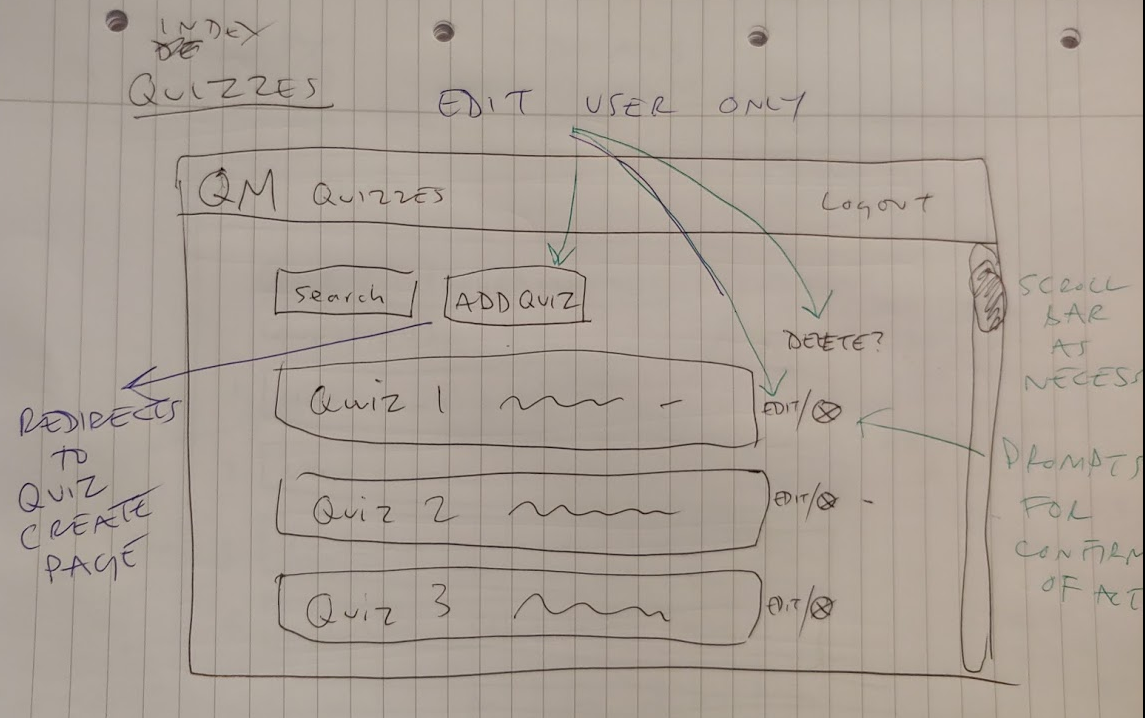 INDEX
QUIZZES
EDIT USER ONLY
QM QUIZZES Logout
Search ADD QUIZ
DELETE?
SCROLL
BAR
AS
NECESS
Quiz 1 EDIT/⊗
REDIRECTS
TO
QUIZ
CREATE
PAGE
PROMPTS
FOR
CONFIRM
OF ACT
Quiz 2 EDIT/⊗
Quiz 3 EDIT/⊗